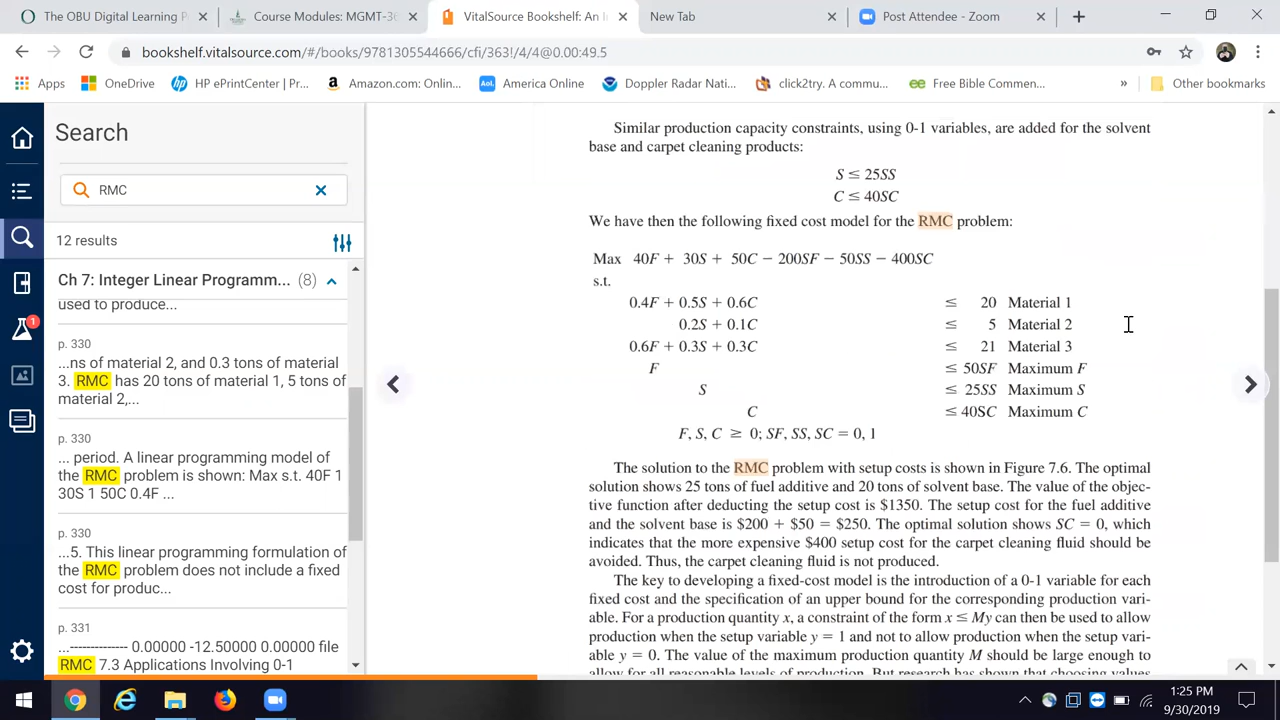 The OBU Digital Learning P
Course Modules: MGMT-36
VitalSource Bookshelf: An In
New Tab
Post Attendee - Zoom
bookshelf.vitalsource.com/#/books/9781305544666/cfi/363!/4/4@0.00:49.5
Apps
OneDrive
HP ePrintCenter | Pr...
Amazon.com: Onlin...
America Online
Doppler Radar Nati...
click2try. A commu...
Free Bible Commen...
»
Other bookmarks
Search
RMC
12 results
Ch 7: Integer Linear Programm... (8)
used to produce...
p. 330
...ns of material 2, and 0.3 tons of material
3. RMC has 20 tons of material 1, 5 tons of
material 2,...
p. 330
... period. A linear programming model of
the RMC problem is shown: Max s.t. 40F 1
30S 1 50C 0.4F ...
p. 330
...5. This linear programming formulation of
the RMC problem does not include a fixed
cost for produc...
p. 331
...-------------- 0.00000 -12.50000 0.00000 file
RMC 7.3 Applications Involving 0-1
1
Similar production capacity constraints, using 0-1 variables, are added for the solvent
base and carpet cleaning products:
S ≤ 25SS
C ≤ 40SC
We have then the following fixed cost model for the RMC problem:
Max 40F + 30S + 50C − 200SF − 50SS − 400SC
s.t.
0.4F + 0.5S + 0.6C ≤ 20 Material 1
0.2S + 0.1C ≤ 5 Material 2
0.6F + 0.3S + 0.3C ≤ 21 Material 3
F ≤ 50SF Maximum F
S ≤ 25SS Maximum S
C ≤ 40SC Maximum C
F, S, C ≥ 0; SF, SS, SC = 0, 1
The solution to the RMC problem with setup costs is shown in Figure 7.6. The optimal
solution shows 25 tons of fuel additive and 20 tons of solvent base. The value of the objec-
tive function after deducting the setup cost is $1350. The setup cost for the fuel additive
and the solvent base is $200 + $50 = $250. The optimal solution shows SC = 0, which
indicates that the more expensive $400 setup cost for the carpet cleaning fluid should be
avoided. Thus, the carpet cleaning fluid is not produced.
The key to developing a fixed-cost model is the introduction of a 0-1 variable for each
fixed cost and the specification of an upper bound for the corresponding production vari-
able. For a production quantity x, a constraint of the form x ≤ My can then be used to allow
production when the setup variable y = 1 and not to allow production when the setup vari-
able y = 0. The value of the maximum production quantity M should be large enough to
allow for all reasonable levels of production. But research has shown that choosing values
1:25 PM
9/30/2019